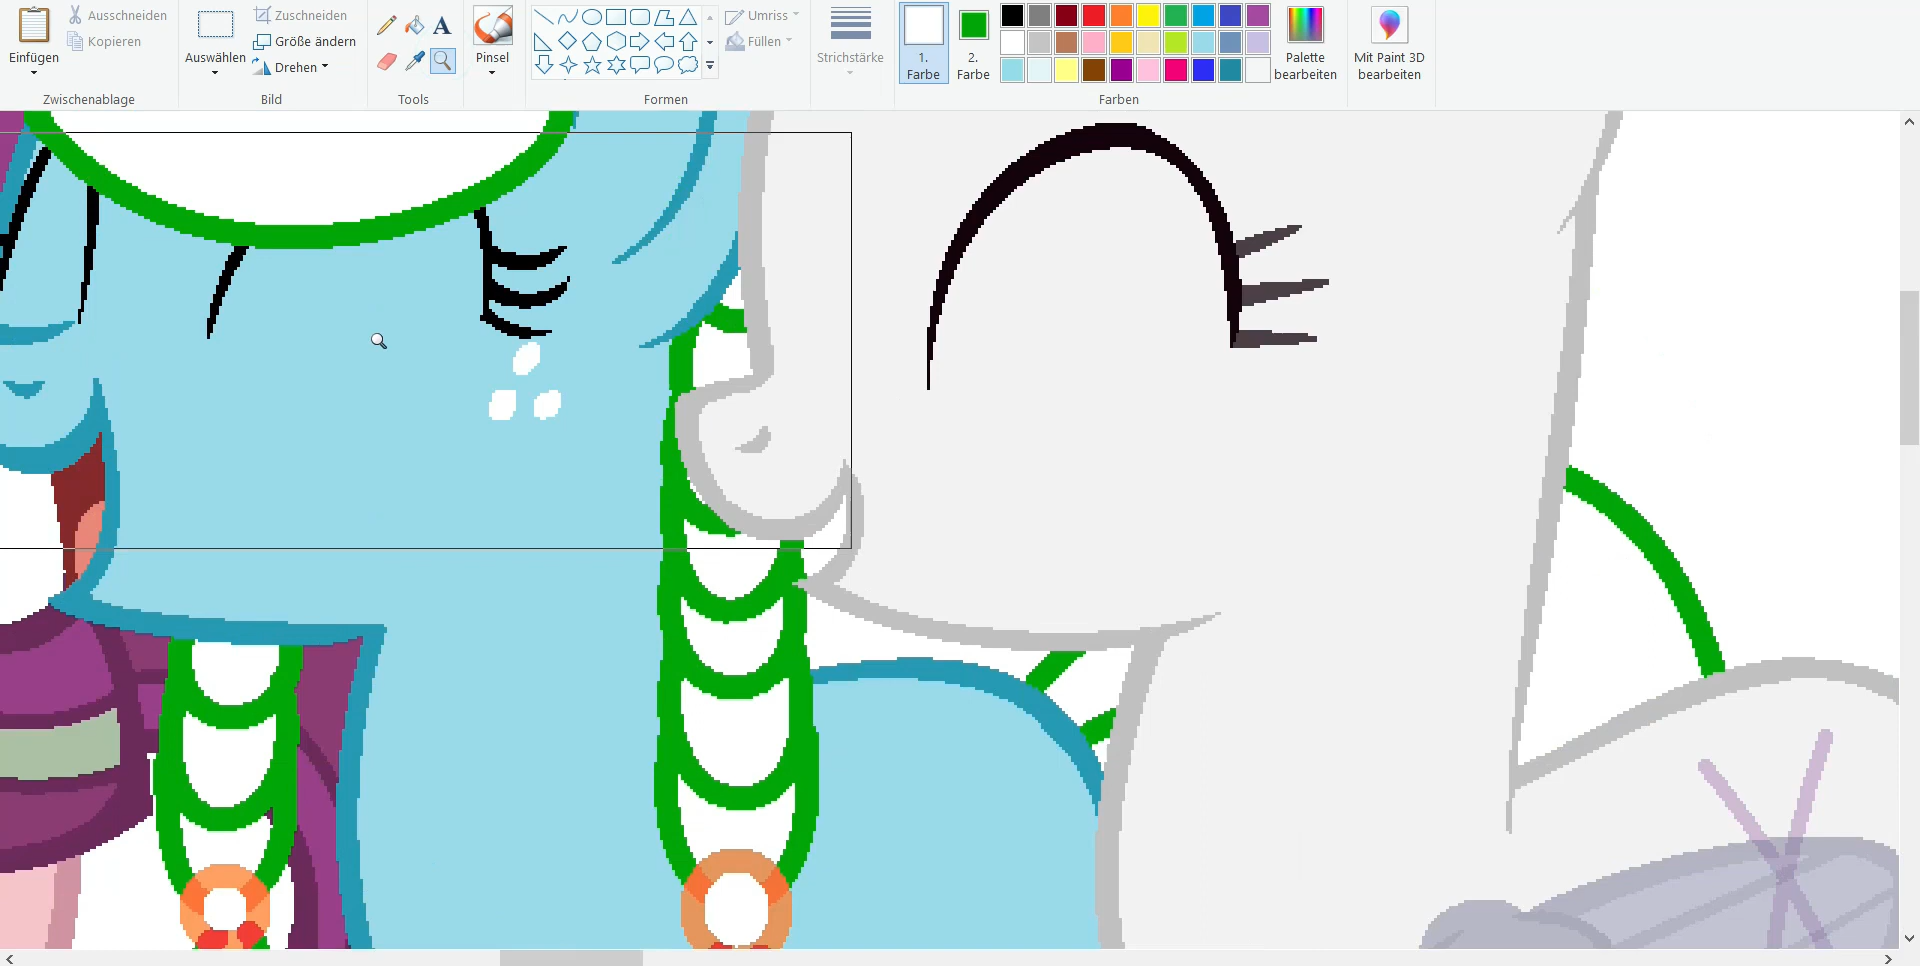 Einfügen
Ausschneiden
Kopieren
Zwischenablage
Auswählen
Zuschneiden
Größe ändern
Drehen
Bild
A
Tools
Pinsel
Formen
Umriss
Füllen
Strichstärke
1.
Farbe
2.
Farbe
Palette
bearbeiten
Farben
Mit Paint 3D
bearbeiten